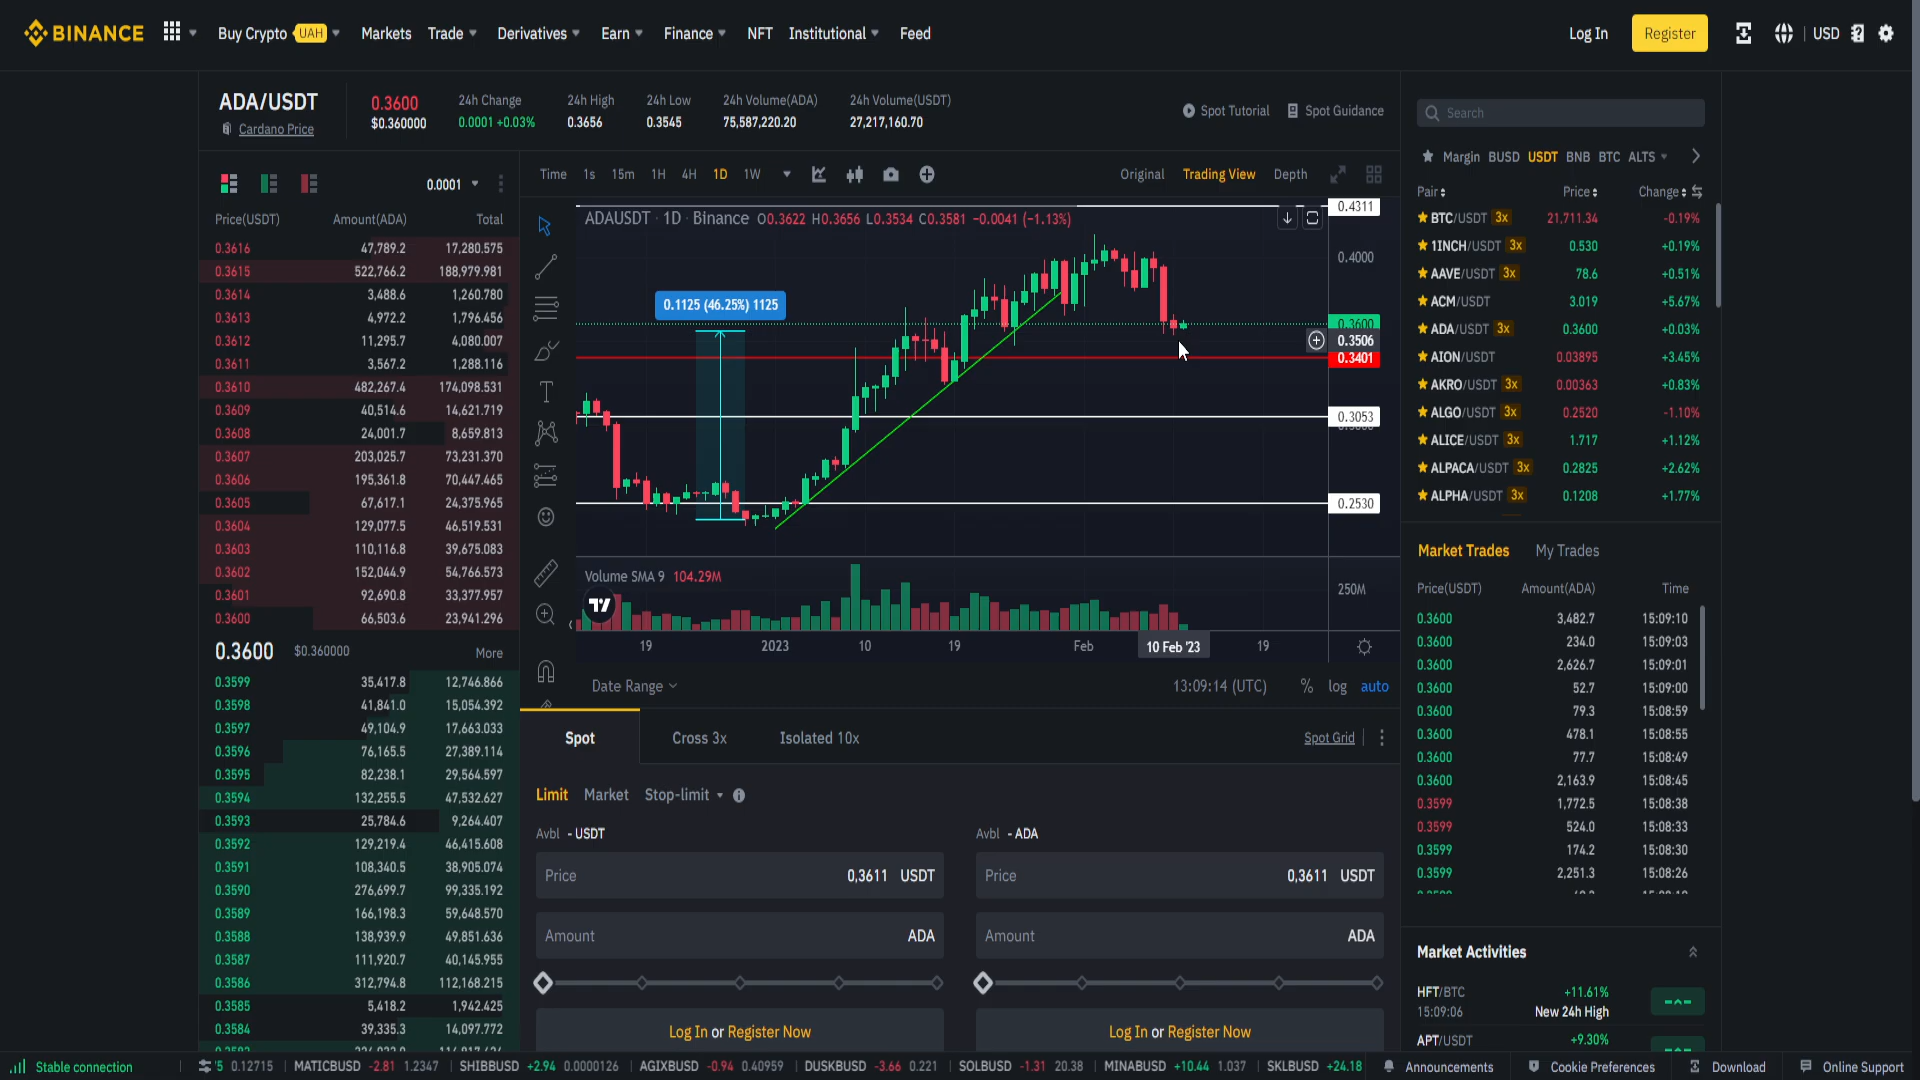 BINANCE Buy Crypto UAH Markets Trade Derivatives Earn Finance NFT Institutional Feed Log In Register USD
ADA/USDT 0.3600 24h Change 24h High 24h Low 24h Volume(ADA) 24h Volume(USDT)
Cardano Price $0.360000 0.0001 +0.03% 0.3656 0.3545 75,587,220.20 27,217,160.70
Spot Tutorial Spot Guidance
0.0001
Price(USDT) Amount(ADA) Total
0.3616 47,789.2 17,280.575
0.3615 522,766.2 188,979.981
0.3614 3,488.6 1,260.780
0.3613 4,972.2 1,796.456
0.3612 11,295.7 4,080.007
0.3611 3,567.2 1,288.116
0.3610 482,267.4 174,098.531
0.3609 40,514.6 14,621.719
0.3608 24,001.7 8,659.813
0.3607 203,025.7 73,231.370
0.3606 195,361.8 70,447.465
0.3605 67,617.1 24,375.965
0.3604 129,077.5 46,519.531
0.3603 110,116.8 39,675.083
0.3602 152,044.9 54,766.573
0.3601 92,690.8 33,377.957
0.3600 66,503.6 23,941.296
0.3600 $0.360000 More
0.3599 35,417.8 12,746.866
0.3598 41,841.0 15,054.392
0.3597 49,104.9 17,663.033
0.3596 76,165.5 27,389.114
0.3595 82,238.1 29,564.597
0.3594 132,255.5 47,532.627
0.3593 25,784.6 9,264.407
0.3592 129,219.4 46,415.608
0.3591 108,340.5 38,905.074
0.3590 276,699.7 99,335.192
0.3589 166,198.3 59,648.570
0.3588 138,939.9 49,851.636
0.3587 111,920.7 40,145.955
0.3586 312,794.8 112,168.215
0.3585 5,418.2 1,942.425
0.3584 39,335.3 14,097.772
Time 1s 15m 1H 4H 1D 1W Original Trading View Depth
ADAUSDT · 1D · Binance O0.3622 H0.3656 L0.3534 C0.3581 −0.0041 (−1.13%)
0.4311
0.4000
0.1125 (46.25%) 1125
0.3600
0.3506
0.3401
0.3053
0.2530
Volume SMA 9 104.29M
250M
19 2023 10 19 Feb 10 Feb '23 19
Date Range 13:09:14 (UTC) % log auto
Spot Cross 3x Isolated 10x Spot Grid
Limit Market Stop-limit
Avbl - USDT Avbl - ADA
Price 0,3611 USDT Price 0,3611 USDT
Amount ADA Amount ADA
Log In or Register Now Log In or Register Now
Search
Margin BUSD USDT BNB BTC ALTS
Pair Price Change
BTC/USDT 3x 21,711.34 -0.19%
1INCH/USDT 3x 0.530 +0.19%
AAVE/USDT 3x 78.6 +0.51%
ACM/USDT 3.019 +5.67%
ADA/USDT 3x 0.3600 +0.03%
AION/USDT 0.03895 +3.45%
AKRO/USDT 3x 0.00363 +0.83%
ALGO/USDT 3x 0.2520 -1.10%
ALICE/USDT 3x 1.717 +1.12%
ALPACA/USDT 3x 0.2825 +2.62%
ALPHA/USDT 3x 0.1208 +1.77%
Market Trades My Trades
Price(USDT) Amount(ADA) Time
0.3600 3,482.7 15:09:10
0.3600 234.0 15:09:03
0.3600 2,626.7 15:09:01
0.3600 52.7 15:09:00
0.3600 79.3 15:08:59
0.3600 478.1 15:08:55
0.3600 77.7 15:08:49
0.3600 2,163.9 15:08:45
0.3599 1,772.5 15:08:38
0.3599 524.0 15:08:33
0.3599 174.2 15:08:30
0.3599 2,251.3 15:08:26
Market Activities
HFT/BTC +11.61%
15:09:06 New 24h High
APT/USDT +9.30%
Stable connection 0.12715 MATICBUSD -2.81 1.2347 SHIBBUSD +2.94 0.0000126 AGIXBUSD -0.94 0.40959 DUSKBUSD -3.66 0.221 SOLBUSD -1.31 20.38 MINABUSD +10.44 1.037 SKLBUSD +24.18 Announcements Cookie Preferences Download Online Support